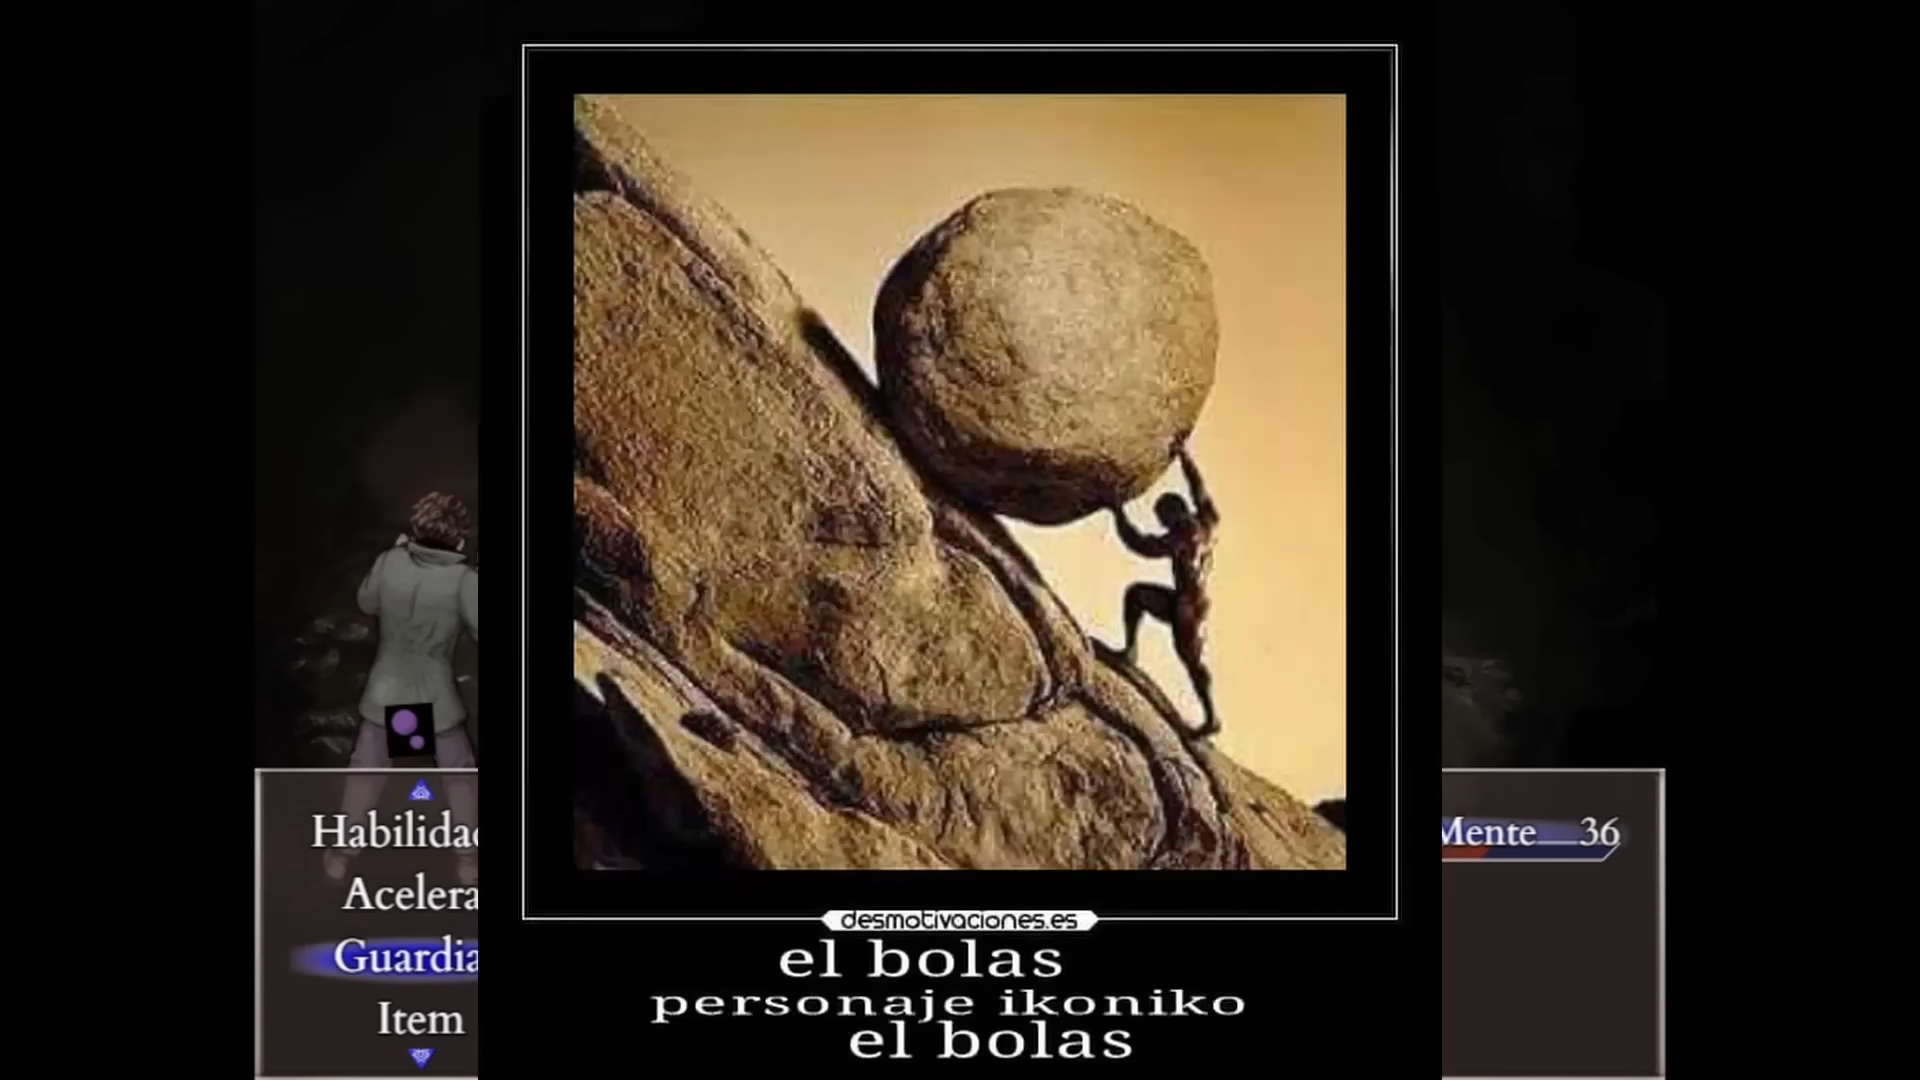 desmotivaciones.es
el bolas
personaje ikoniko
el bolas
Habilidad
Acelera
Guardia
Item
Mente 36